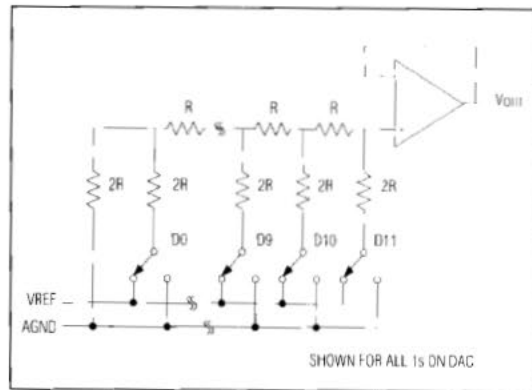 VOUT
R R R
2R 2R 2R 2R 2R
D0 D9 D10 D11
VREF
AGND
SHOWN FOR ALL 1s ON DAC